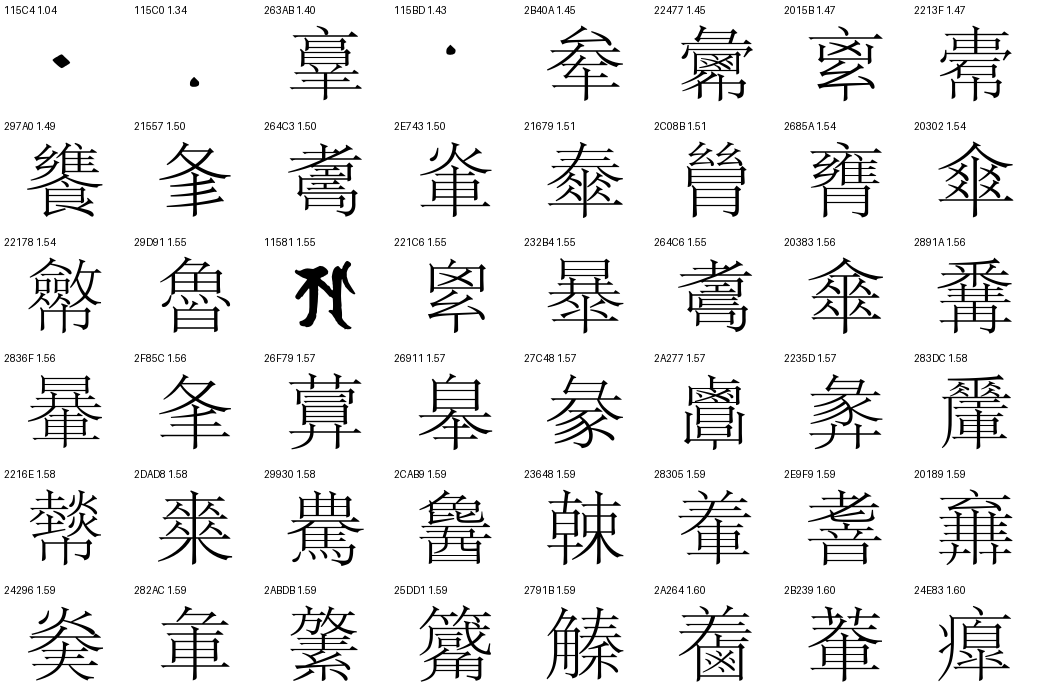 115C4 1.04 115C0 1.34 263AB 1.40 115BD 1.43 2B40A 1.45 22477 1.45 2015B 1.47 2213F 1.47
𑗄 𑗀 𦎫 𑖽 𫐊 𢑷 𠅛 𢄿
297A0 1.49 21557 1.50 264C3 1.50 2E743 1.50 21679 1.51 2C08B 1.51 2685A 1.54 20302 1.54
𩞠 𡕗 𦓃 𮝃 𡙹 𬂋 𦡚 𠌂
22178 1.54 29D91 1.55 11581 1.55 221C6 1.55 232B4 1.55 264C6 1.55 20383 1.56 2891A 1.56
𢅸 𩶑 𑖁 𢇆 𣊴 𦓆 𠎃 𨤚
2836F 1.56 2F85C 1.56 26F79 1.57 26911 1.57 27C48 1.57 2A277 1.57 2235D 1.57 283DC 1.58
𨍯 夆 𦽹 𦤑 𧱈 𪉷 𢍝 𨏜
2216E 1.58 2DAD8 1.58 29930 1.58 2CAB9 1.59 23648 1.59 28305 1.59 2E9F9 1.59 20189 1.59
𢅮 𭫘 𩤰 𬪹 𣙈 𨌅 𮧹 𠆉
24296 1.59 282AC 1.59 2ABDB 1.59 25DD1 1.59 2791B 1.59 2A264 1.60 2B239 1.60 24E83 1.60
𤊖 𨊬 𪯛 𥷑 𧤛 𪉤 𫈹 𤺃